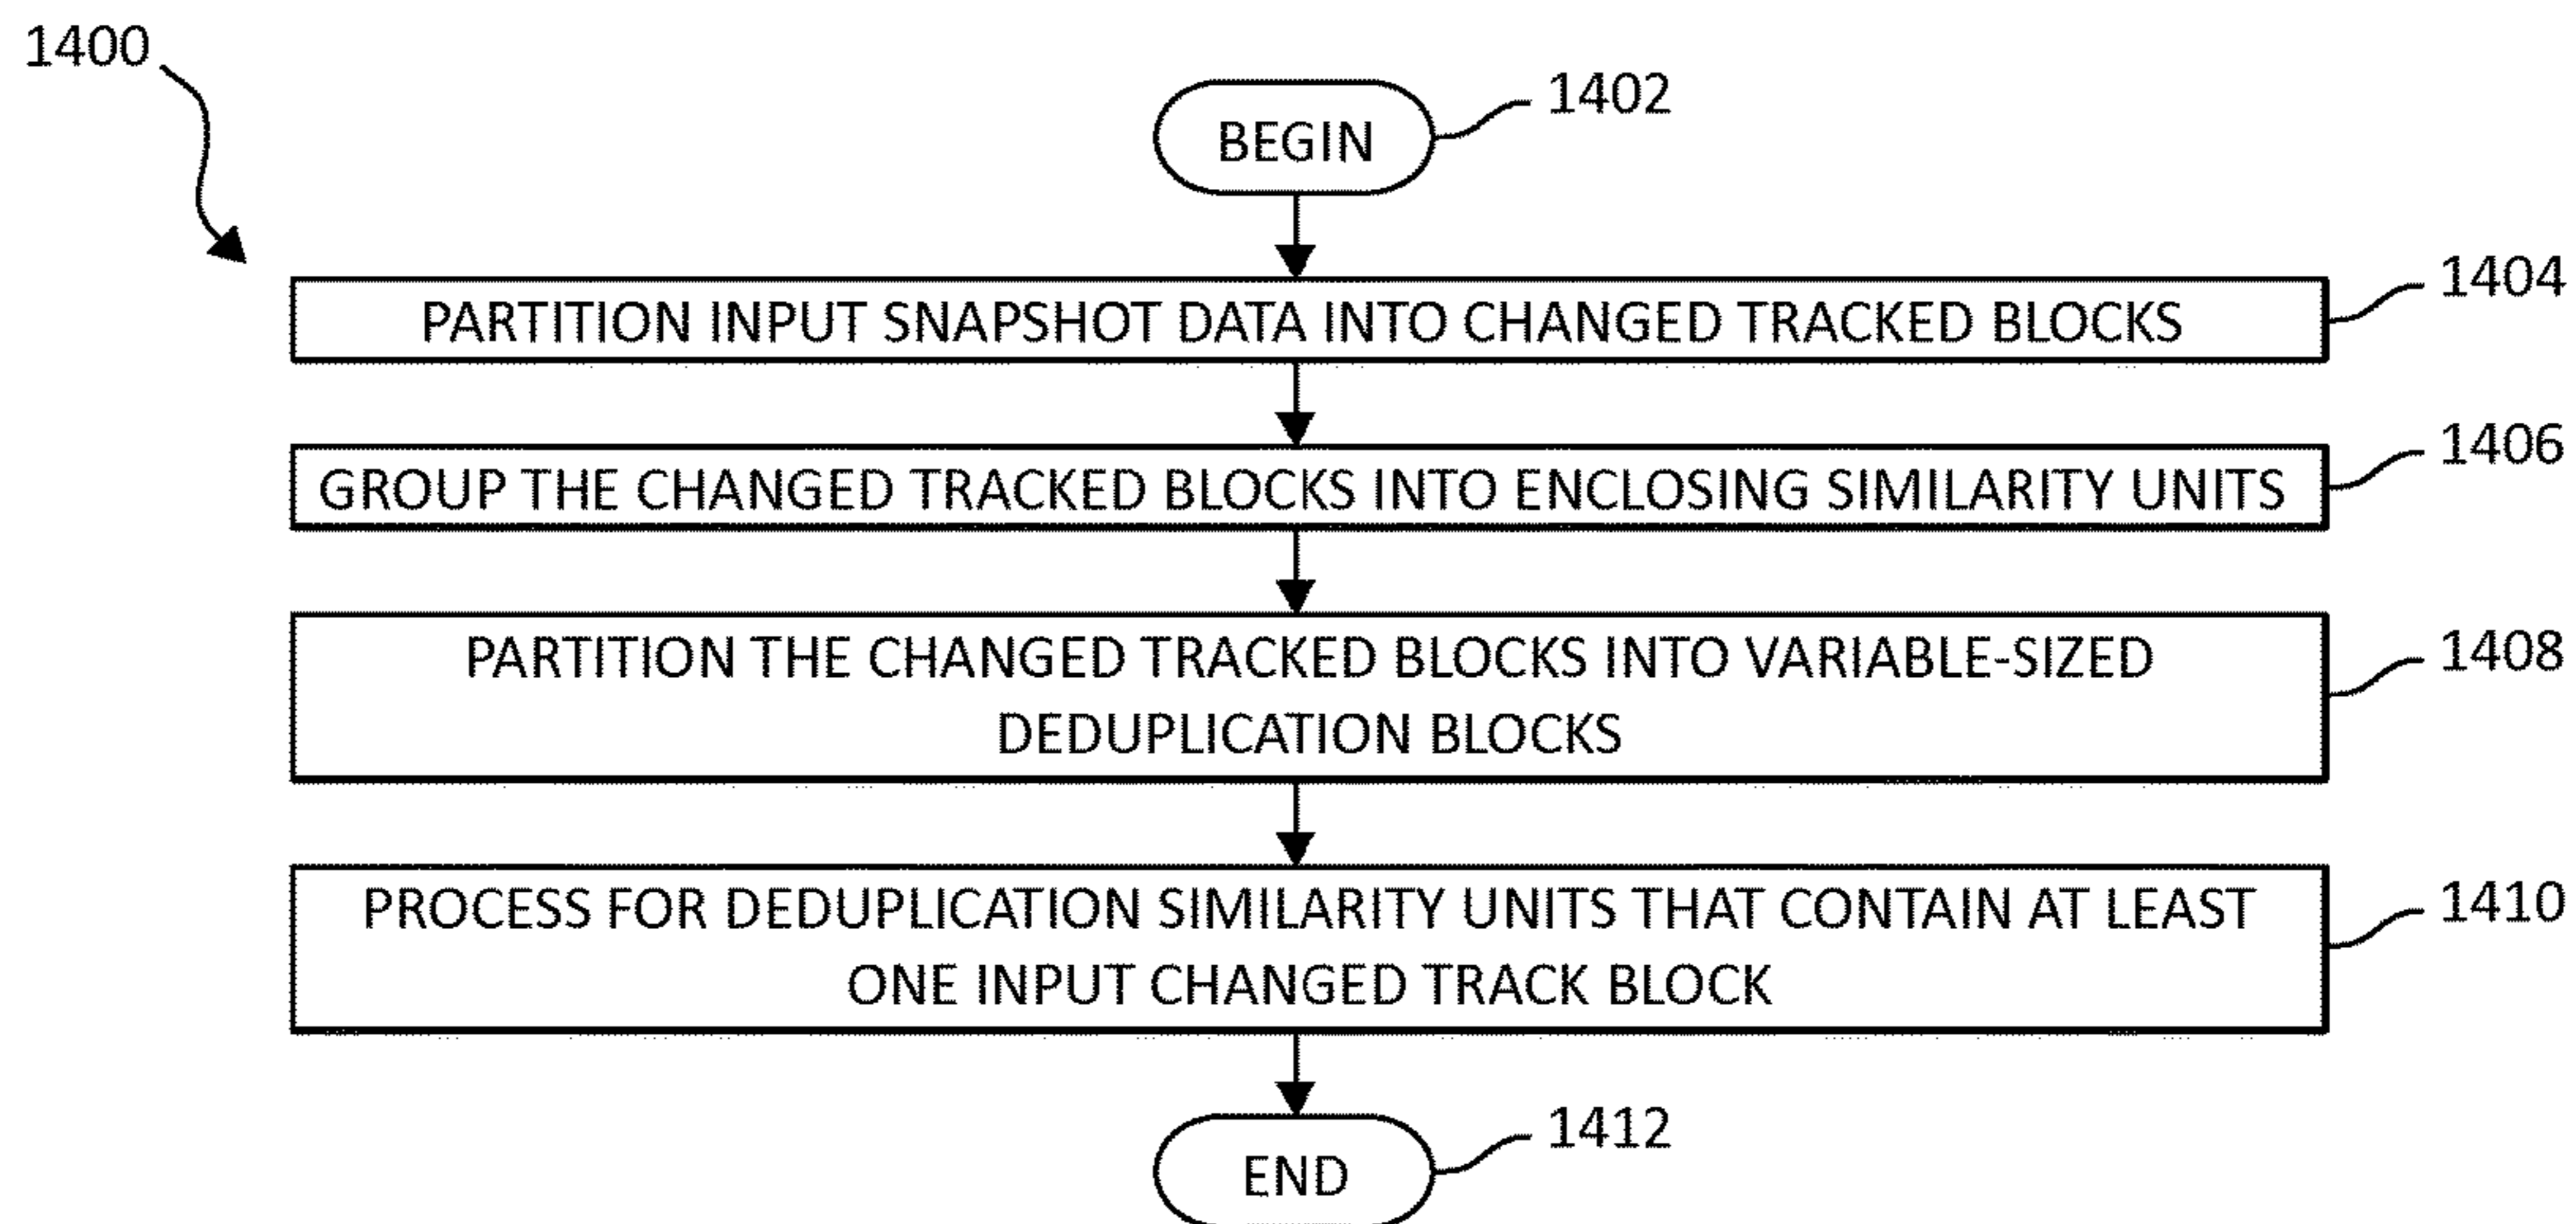 1400
BEGIN
1402
PARTITION INPUT SNAPSHOT DATA INTO CHANGED TRACKED BLOCKS
1404
GROUP THE CHANGED TRACKED BLOCKS INTO ENCLOSING SIMILARITY UNITS
1406
PARTITION THE CHANGED TRACKED BLOCKS INTO VARIABLE-SIZED
DEDUPLICATION BLOCKS
1408
PROCESS FOR DEDUPLICATION SIMILARITY UNITS THAT CONTAIN AT LEAST
ONE INPUT CHANGED TRACK BLOCK
1410
END
1412